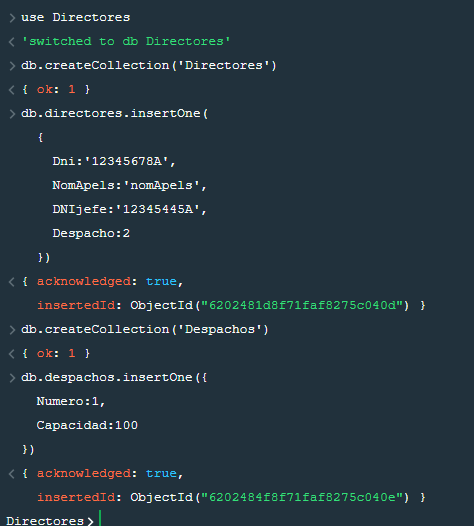 > use Directores
< 'switched to db Directores'
> db.createCollection('Directores')
< { ok: 1 }
> db.directores.insertOne(
{
Dni:'12345678A',
NomApels:'nomApels',
DNIjefe:'12345445A',
Despacho:2
})
< { acknowledged: true,
insertedId: ObjectId("6202481d8f71faf8275c040d") }
> db.createCollection('Despachos')
< { ok: 1 }
> db.despachos.insertOne({
Numero:1,
Capacidad:100
})
< { acknowledged: true,
insertedId: ObjectId("6202484f8f71faf8275c040e") }
Directores>